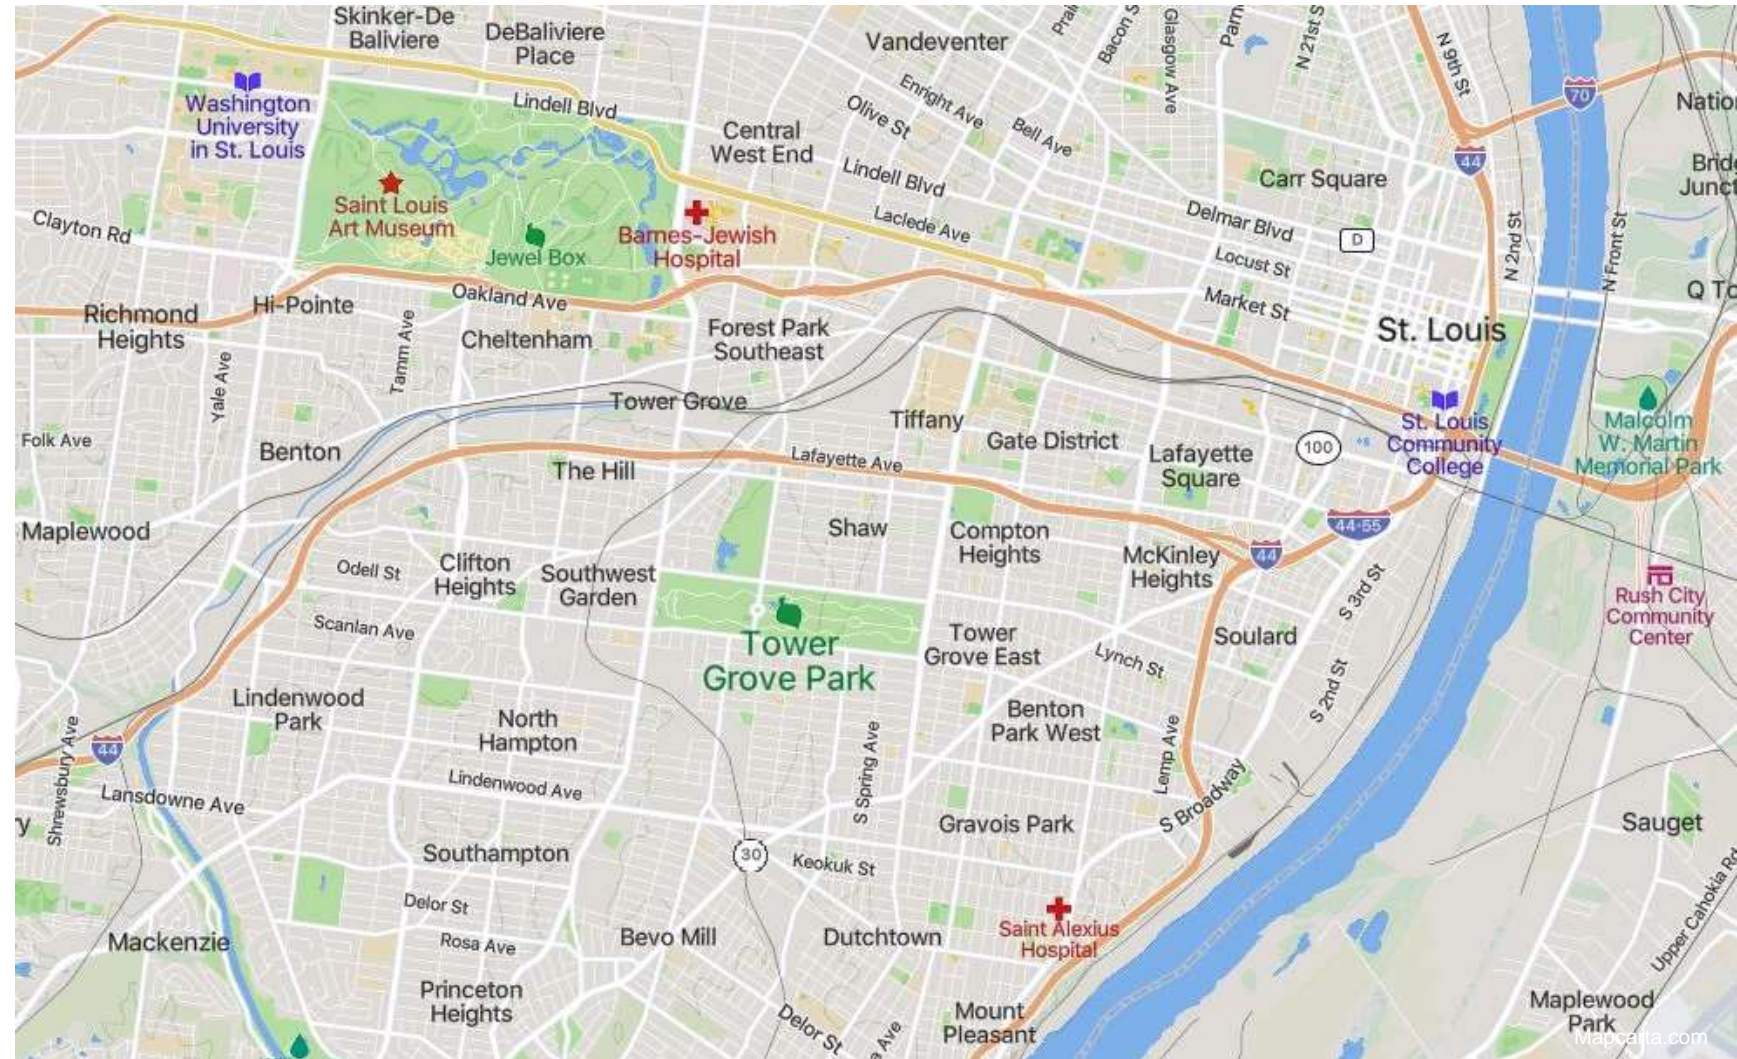 Skinker-De
Baliviere
DeBaliviere
Place
Vandeventer
Bacon S
Glasgow Ave
N 21st S
N 9th St
70
Washington
University
in St. Louis
Lindell Blvd
Enright Ave
Olive St
Bell Ave
Central
West End
Lindell Blvd
44
Carr Square
Saint Louis
Art Museum
Clayton Rd
Jewel Box
Barnes-Jewish
Hospital
Laclede Ave
Delmar Blvd
D
Locust St
N 2nd St
N Front St
Market St
Richmond
Heights
Hi-Pointe
Oakland Ave
Cheltenham
Forest Park
Southeast
St. Louis
Yale Ave
Tamm Ave
Tower Grove
Tiffany
Gate District
Folk Ave
Benton
The Hill
Lafayette Ave
Lafayette
Square
100
St. Louis
Community
College
Malcolm
W. Martin
Memorial Park
Maplewood
Shaw
Compton
Heights
44-55
44
McKinley
Heights
Odell St
Clifton
Heights
Southwest
Garden
S 3rd St
Rush City
Community
Center
Scanlan Ave
Tower
Grove Park
Tower
Grove East
Lynch St
Soulard
Lindenwood
Park
North
Hampton
Benton
Park West
S 2nd St
44
Shrewsbury Ave
Lansdowne Ave
Lindenwood Ave
S Spring Ave
Lemp Ave
S Broadway
Gravois Park
Sauget
Southampton
30
Keokuk St
Upper Cahokia Rd
Delor St
Rosa Ave
Mackenzie
Bevo Mill
Dutchtown
Saint Alexius
Hospital
Princeton
Heights
Delor St
Mount
Pleasant
Maplewood
Park
Mapcarta.com